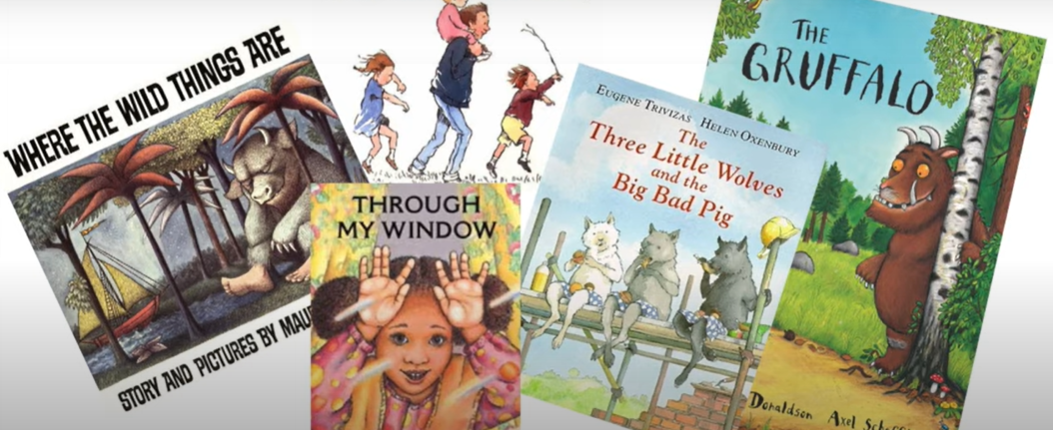 WHERE THE WILD THINGS ARE
STORY AND PICTURES BY
THROUGH
MY WINDOW
EUGENE TRIVIZAS HELEN OXENBURY
The
Three Little Wolves
and the
Big Bad Pig
THE
GRUFFALO
Donaldson Axel